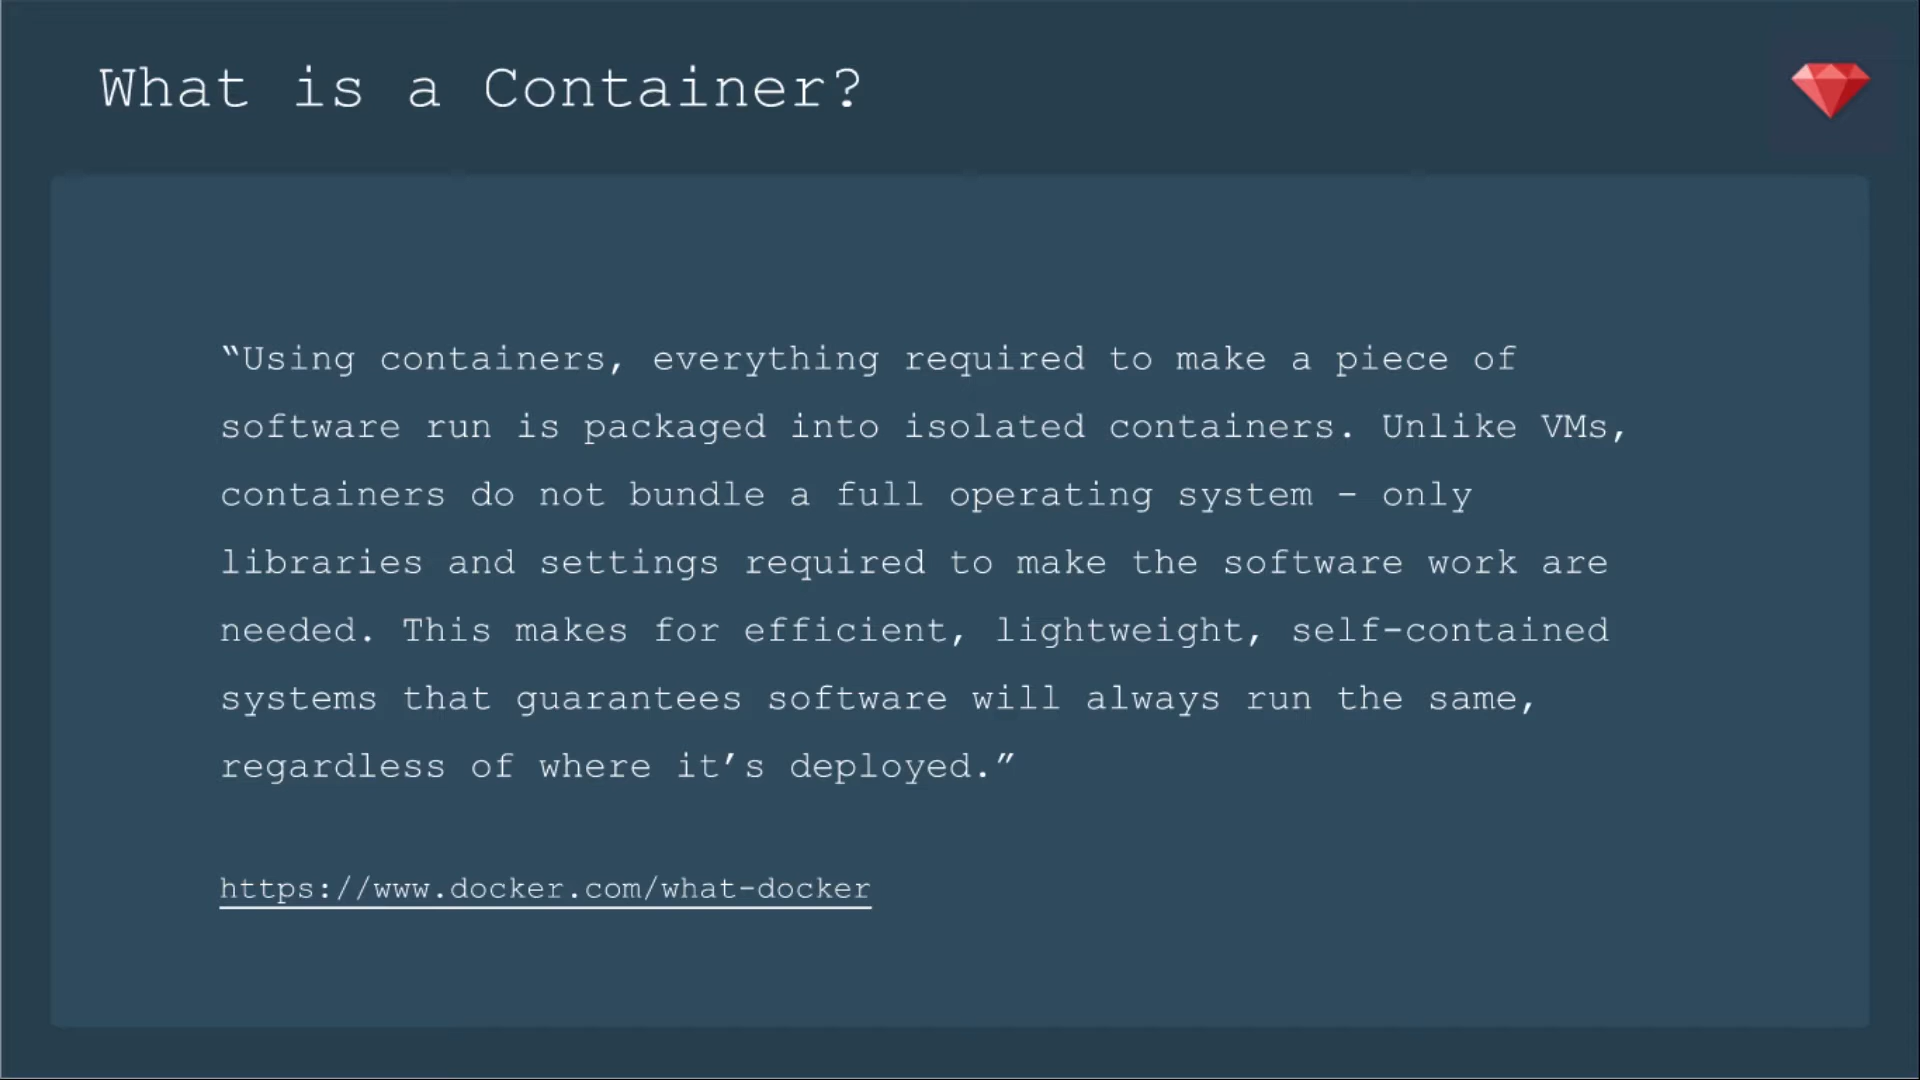 What is a Container?
“Using containers, everything required to make a piece of
software run is packaged into isolated containers. Unlike VMs,
containers do not bundle a full operating system - only
libraries and settings required to make the software work are
needed. This makes for efficient, lightweight, self-contained
systems that guarantees software will always run the same,
regardless of where it’s deployed.”
https://www.docker.com/what-docker